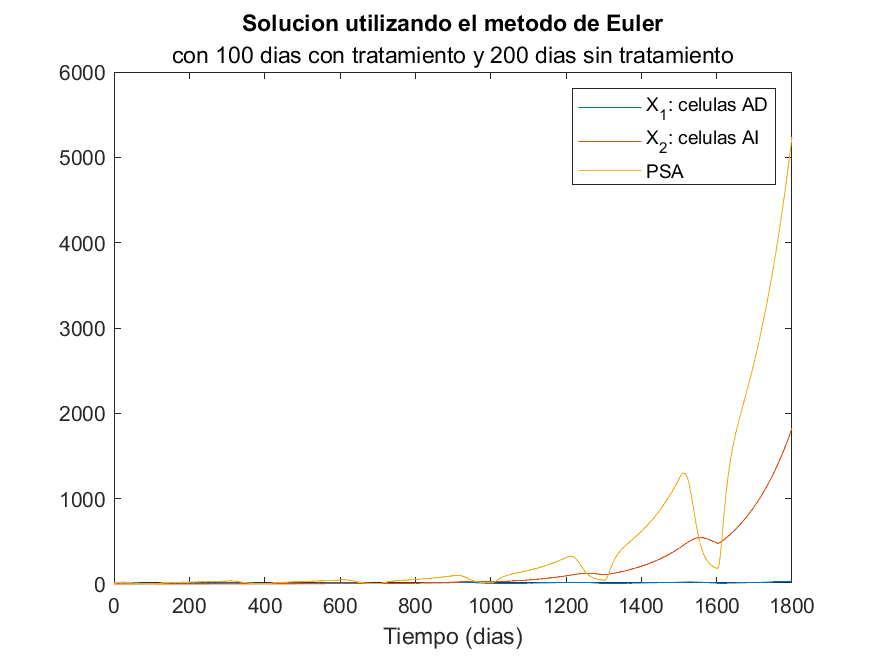 Solucion utilizando el metodo de Euler
con 100 dias con tratamiento y 200 dias sin tratamiento
6000
5000
4000
3000
2000
1000
0
X1: celulas AD
X2: celulas AI
PSA
0 200 400 600 800 1000 1200 1400 1600 1800
Tiempo (dias)